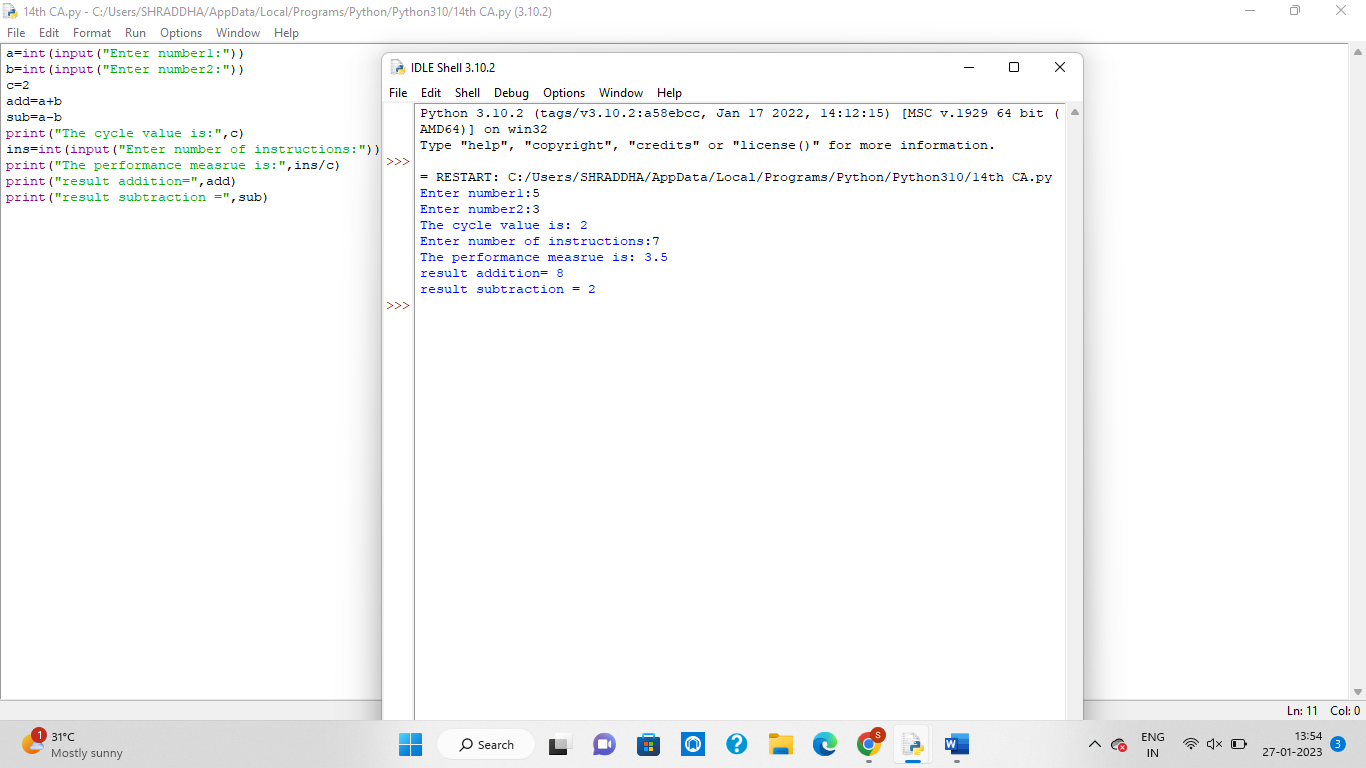 14th CA.py - C:/Users/SHRADDHA/AppData/Local/Programs/Python/Python310/14th CA.py (3.10.2)
File Edit Format Run Options Window Help
a=int(input("Enter number1:"))
b=int(input("Enter number2:"))
c=2
add=a+b
sub=a-b
print("The cycle value is:",c)
ins=int(input("Enter number of instructions:"))
print("The performance measrue is:",ins/c)
print("result addition=",add)
print("result subtraction =",sub)
IDLE Shell 3.10.2
File Edit Shell Debug Options Window Help
Python 3.10.2 (tags/v3.10.2:a58ebcc, Jan 17 2022, 14:12:15) [MSC v.1929 64 bit (
AMD64)] on win32
Type "help", "copyright", "credits" or "license()" for more information.
>>>
= RESTART: C:/Users/SHRADDHA/AppData/Local/Programs/Python/Python310/14th CA.py
Enter number1:5
Enter number2:3
The cycle value is: 2
Enter number of instructions:7
The performance measrue is: 3.5
result addition= 8
result subtraction = 2
>>>
Ln: 11 Col: 0
1
31°C
Mostly sunny
Search
S
W
ENG
IN
13:54
27-01-2023
3